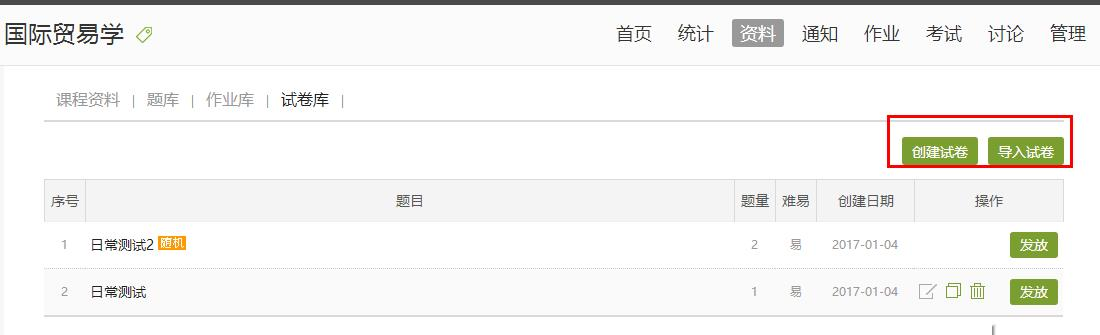 国际贸易学
首页 统计 资料 通知 作业 考试 讨论 管理
课程资料 | 题库 | 作业库 | 试卷库 |
创建试卷 导入试卷
序号 题目 题量 难易 创建日期 操作
1 日常测试2 随机 2 易 2017-01-04 发放
2 日常测试 1 易 2017-01-04 发放